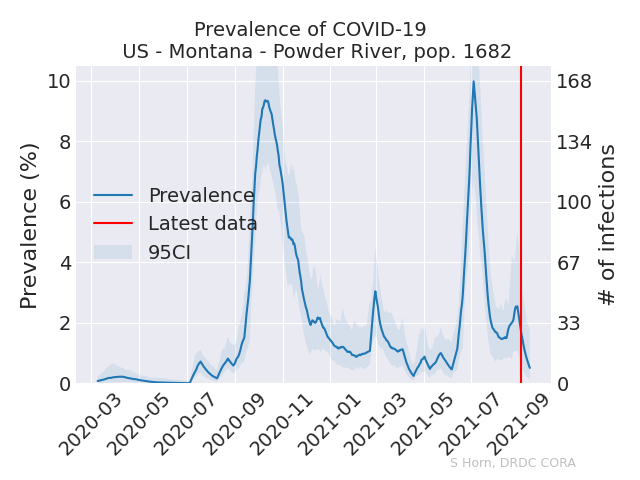 Prevalence of COVID-19
US - Montana - Powder River, pop. 1682
Prevalence (%)
10
8
6
4
2
0
168
134
100
67
33
0
# of infections
Prevalence
Latest data
95CI
2020-03
2020-05
2020-07
2020-09
2020-11
2021-01
2021-03
2021-05
2021-07
2021-09
S Horn, DRDC CORA